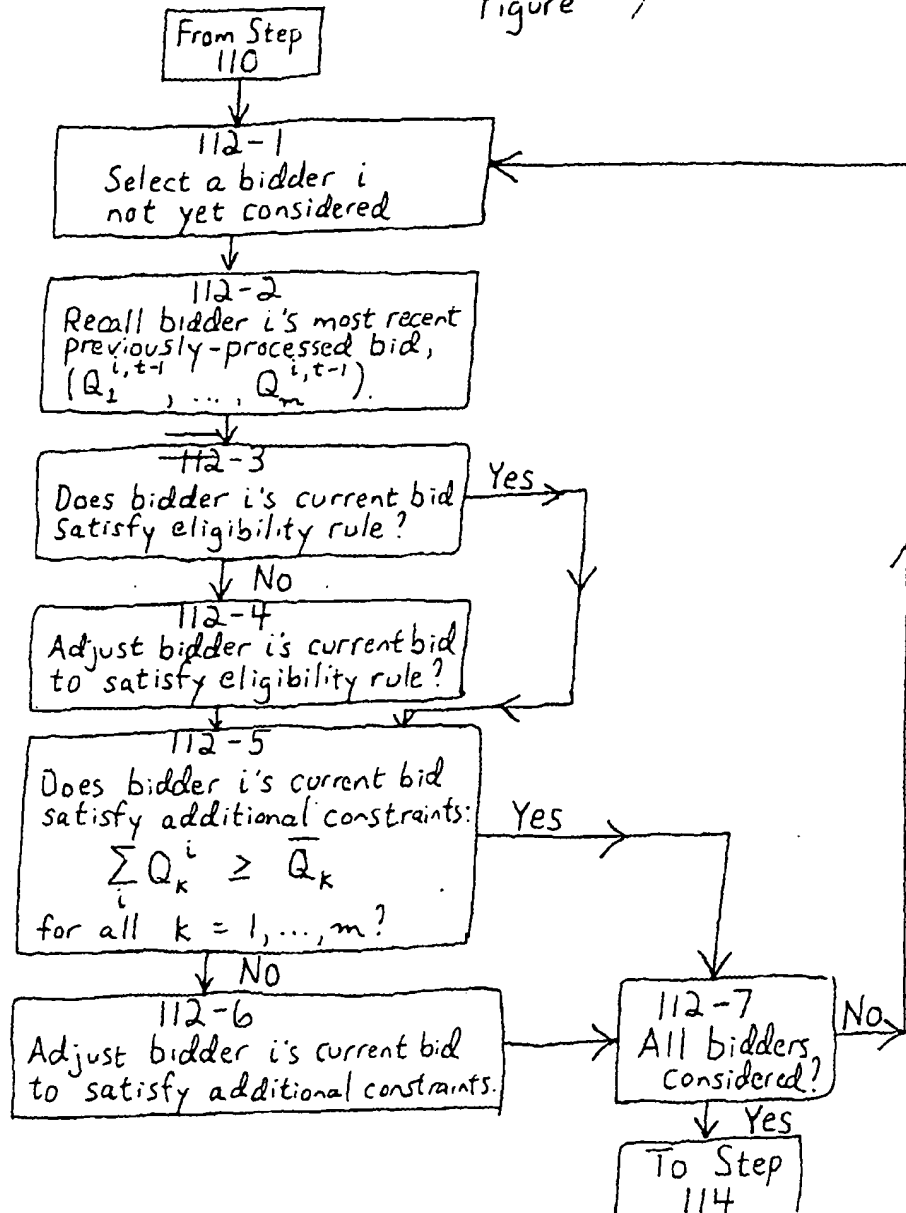 Figure 7
From Step
110
112-1
Select a bidder i
not yet considered
112-2
Recall bidder i's most recent
previously-processed bid,
(Q₁^{i,t-1}, ..., Qₘ^{i,t-1}).
112-3
Does bidder i's current bid
satisfy eligibility rule?
Yes
No
112-4
Adjust bidder i's current bid
to satisfy eligibility rule?
112-5
Does bidder i's current bid
satisfy additional constraints:
∑ᵢ Qₖⁱ ≥ Q̅ₖ
for all k = 1, ..., m?
Yes
No
112-6
Adjust bidder i's current bid
to satisfy additional constraints.
112-7
All bidders
considered?
No
Yes
To Step
114